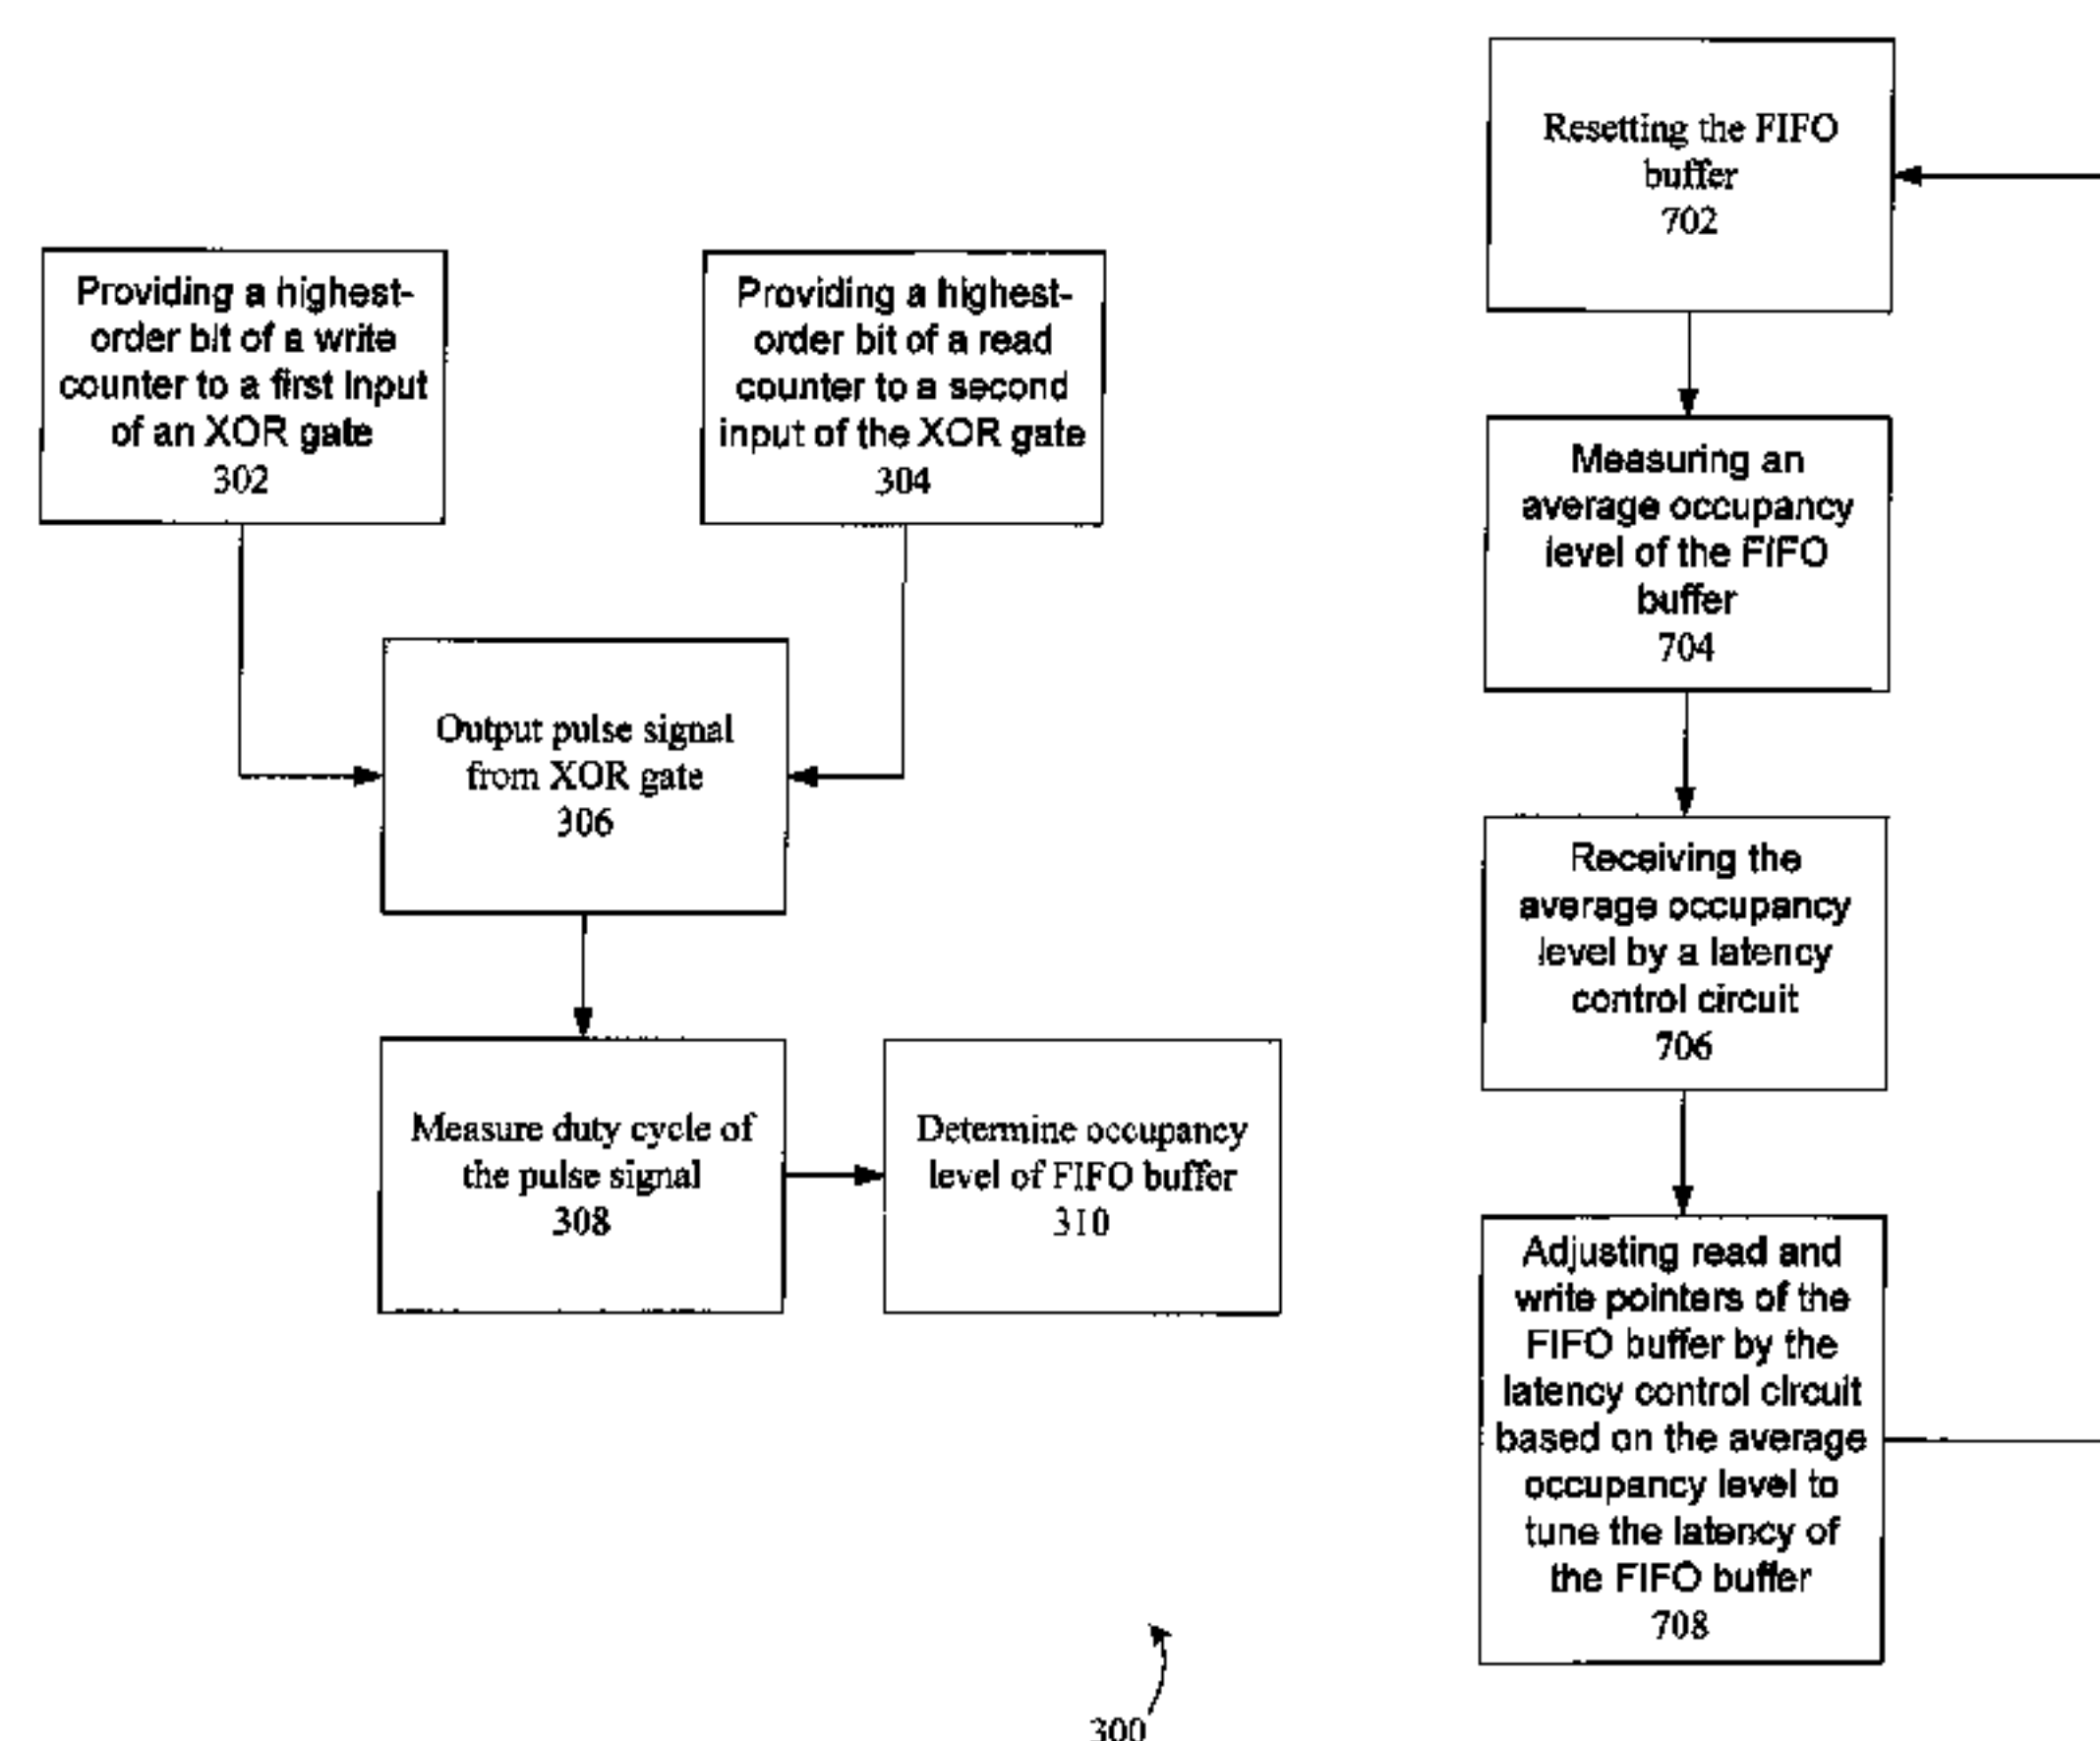 Providing a highest-
order bit of a write
counter to a first input
of an XOR gate
302
Providing a highest-
order bit of a read
counter to a second
input of the XOR gate
304
Output pulse signal
from XOR gate
306
Measure duty cycle of
the pulse signal
308
Determine occupancy
level of FIFO buffer
310
300
Resetting the FIFO
buffer
702
Measuring an
average occupancy
level of the FIFO
buffer
704
Receiving the
average occupancy
level by a latency
control circuit
706
Adjusting read and
write pointers of the
FIFO buffer by the
latency control circuit
based on the average
occupancy level to
tune the latency of
the FIFO buffer
708